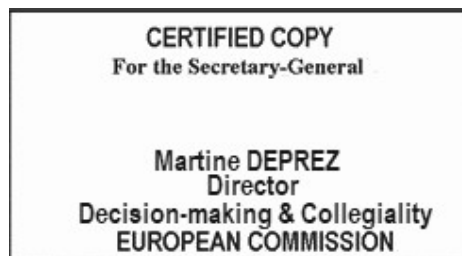 CERTIFIED COPY
For the Secretary-General
Martine DEPREZ
Director
Decision-making & Collegiality
EUROPEAN COMMISSION